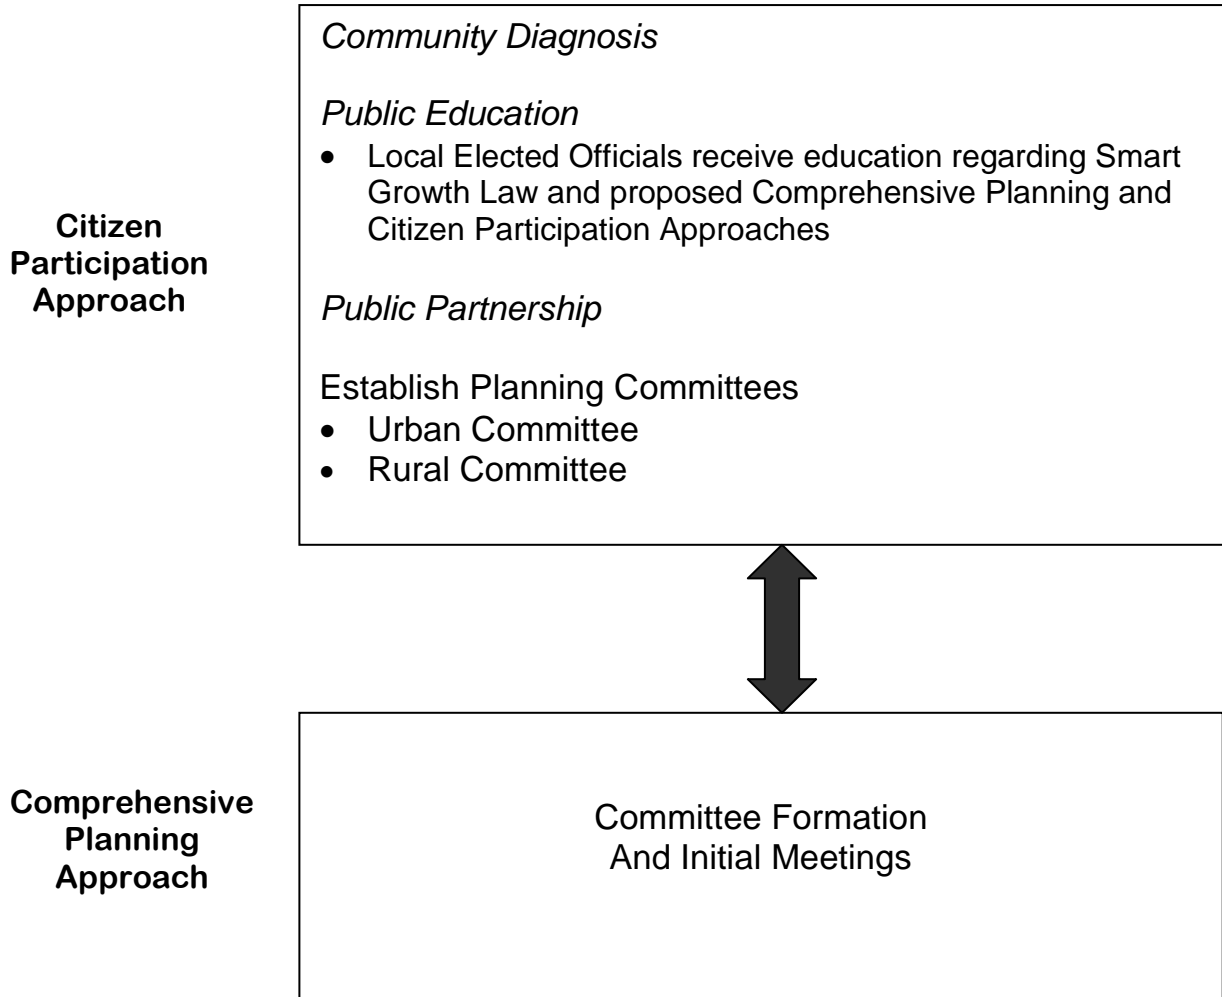 Community Diagnosis
Public Education
• Local Elected Officials receive education regarding Smart
Growth Law and proposed Comprehensive Planning and
Citizen Participation Approaches
Citizen
Participation
Approach
Public Partnership
Establish Planning Committees
• Urban Committee
• Rural Committee
Comprehensive
Planning
Approach
Committee Formation
And Initial Meetings